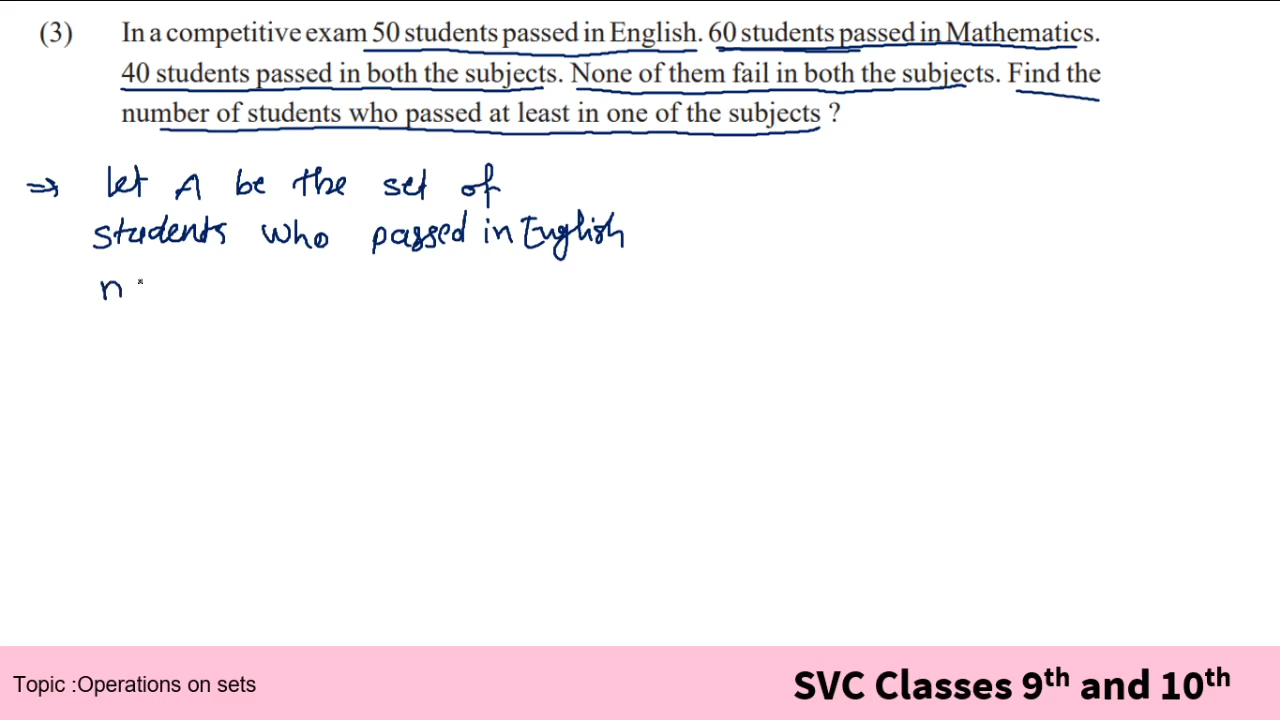 (3) In a competitive exam 50 students passed in English. 60 students passed in Mathematics.
40 students passed in both the subjects. None of them fail in both the subjects. Find the
number of students who passed at least in one of the subjects ?
⇒ let A be the set of
students who passed in English
n
Topic :Operations on sets
SVC Classes 9th and 10th